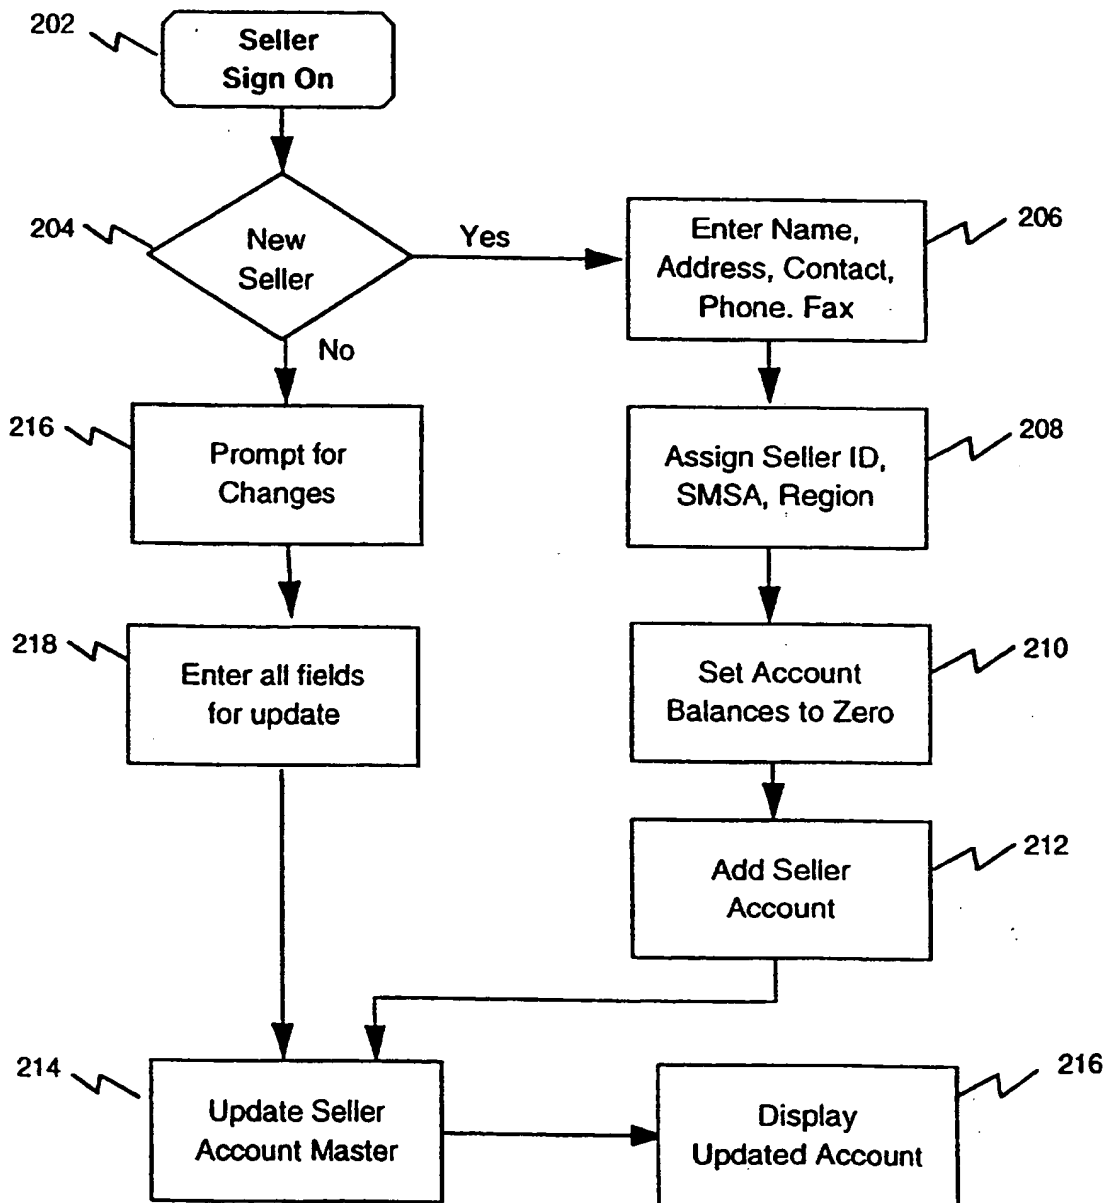 202
Seller
Sign On
204
New
Seller
Yes
206
Enter Name,
Address, Contact,
Phone. Fax
No
216
Prompt for
Changes
208
Assign Seller ID,
SMSA, Region
218
Enter all fields
for update
210
Set Account
Balances to Zero
212
Add Seller
Account
214
Update Seller
Account Master
216
Display
Updated Account